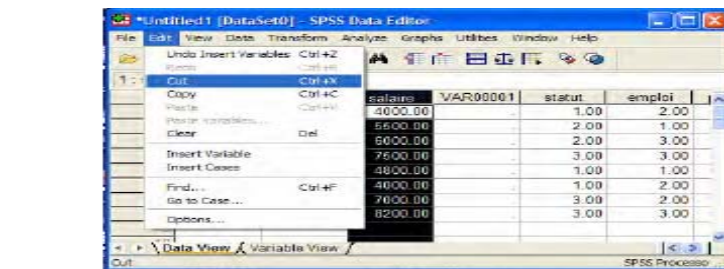 *Untitled1 [DataSet0] - SPSS Data Editor
File Edit View Data Transform Analyze Graphs Utilities Window Help
Undo Insert Variables Ctrl+Z
Redo Ctrl+R
1 :
Cut Ctrl+X
Copy Ctrl+C
Paste Ctrl+V
Paste Variables...
Clear Del
Insert Variable
Insert Cases
Find... Ctrl+F
Go to Case...
Options...
salaire VAR00001 statut emploi
4000.00 . 1.00 2.00
5500.00 . 2.00 1.00
6000.00 . 2.00 3.00
7500.00 . 3.00 3.00
4800.00 . 1.00 1.00
4000.00 . 1.00 2.00
7600.00 . 3.00 2.00
8200.00 . 3.00 3.00
Data View Variable View
Cut SPSS Processo